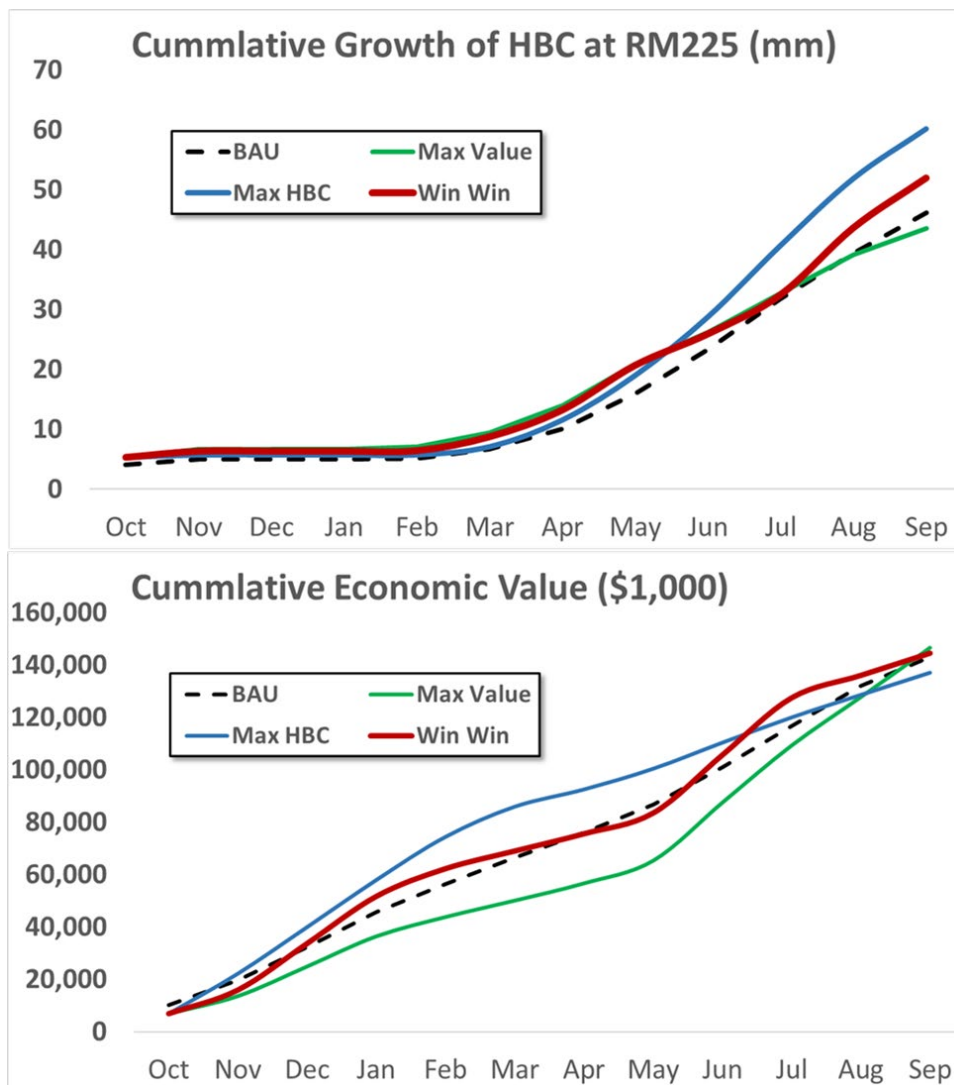 Cummlative Growth of HBC at RM225 (mm)
70
60
50
40
30
20
10
0
BAU Max Value
Max HBC Win Win
Oct Nov Dec Jan Feb Mar Apr May Jun Jul Aug Sep
Cummlative Economic Value ($1,000)
160,000
140,000
120,000
100,000
80,000
60,000
40,000
20,000
0
BAU Max Value
Max HBC Win Win
Oct Nov Dec Jan Feb Mar Apr May Jun Jul Aug Sep